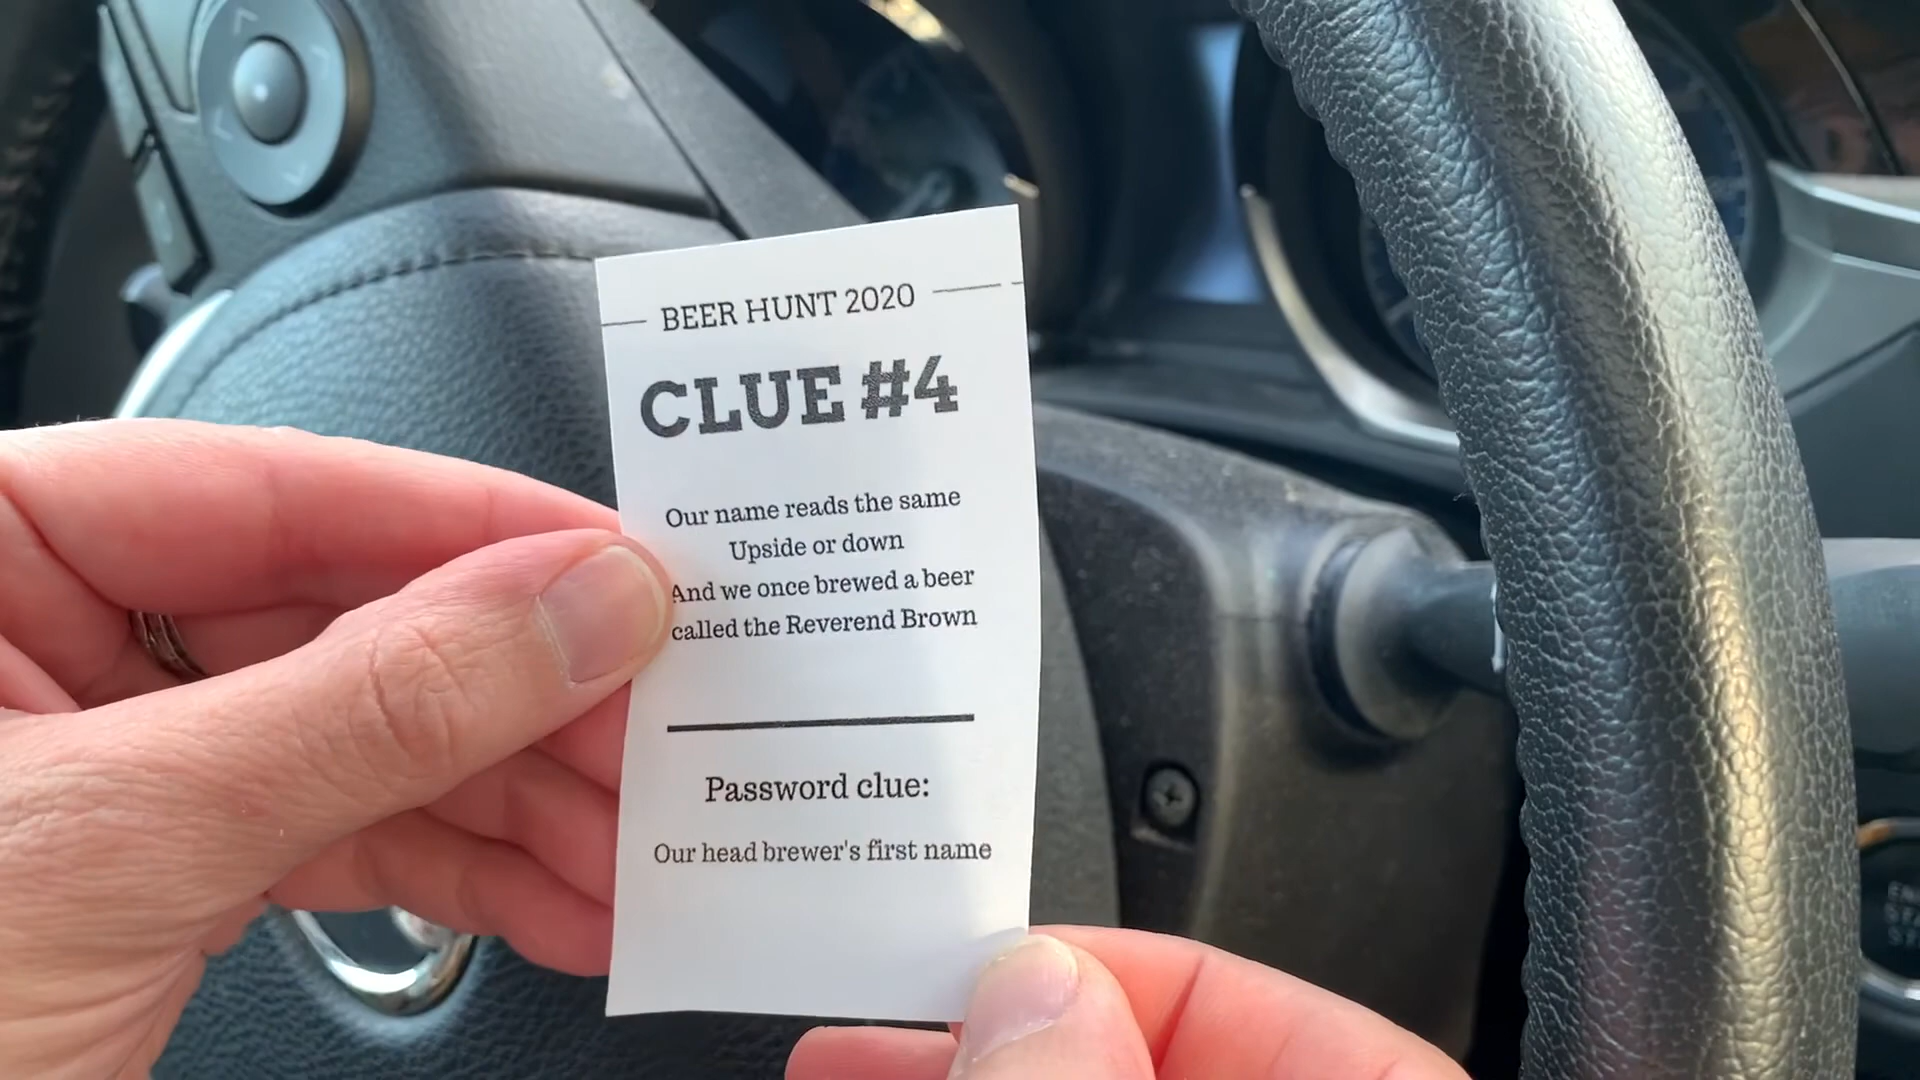 BEER HUNT 2020
CLUE #4
Our name reads the same
Upside or down
And we once brewed a beer
called the Reverend Brown
Password clue:
Our head brewer's first name